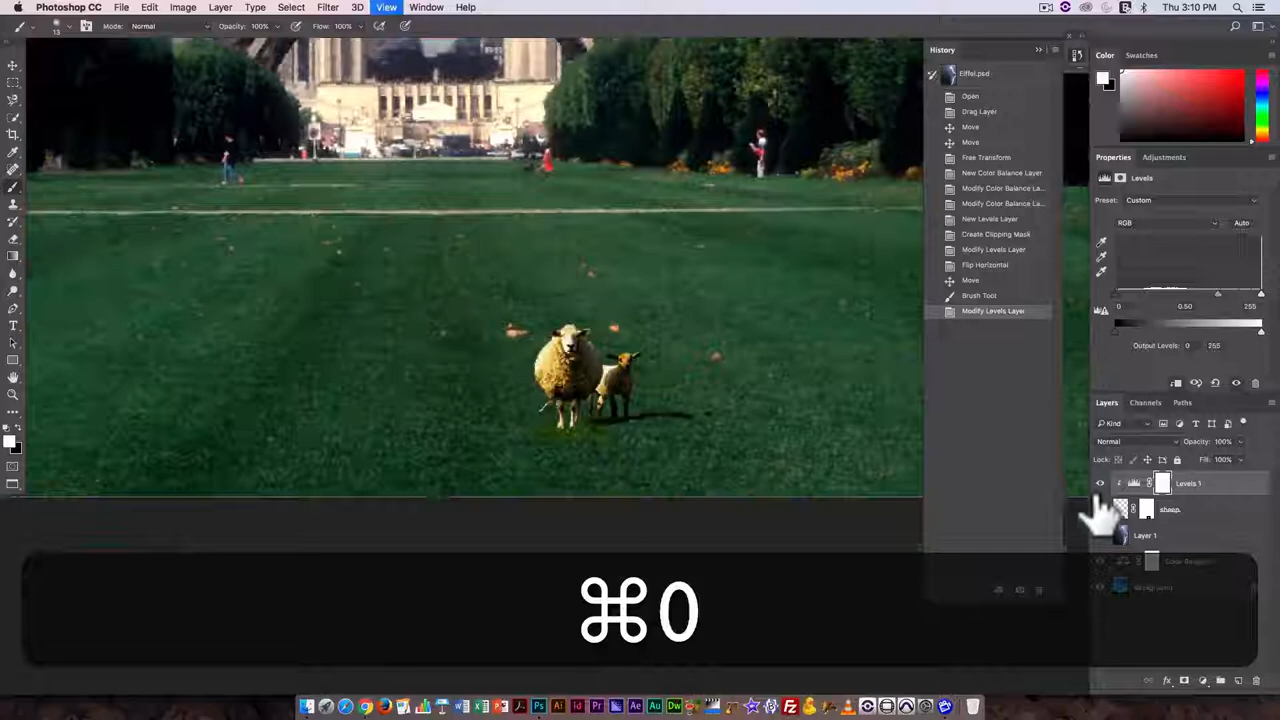 Photoshop CC File Edit Image Layer Type Select Filter 3D View Window Help Thu 3:10 PM
13 Mode: Normal Opacity: 100% Flow: 100%
History
Eiffel.psd
Open
Drag Layer
Move
Move
Free Transform
New Color Balance Layer
Modify Color Balance La...
Modify Color Balance La...
New Levels Layer
Create Clipping Mask
Modify Levels Layer
Flip Horizontal
Move
Brush Tool
Modify Levels Layer
Color Swatches
Properties Adjustments
Levels
Preset: Custom
RGB Auto
0 0.50 255
Output Levels: 0 255
Layers Channels Paths
Kind
Normal Opacity: 100%
Lock: Fill: 100%
Levels 1
sheep
Layer 1
Background
⌘0